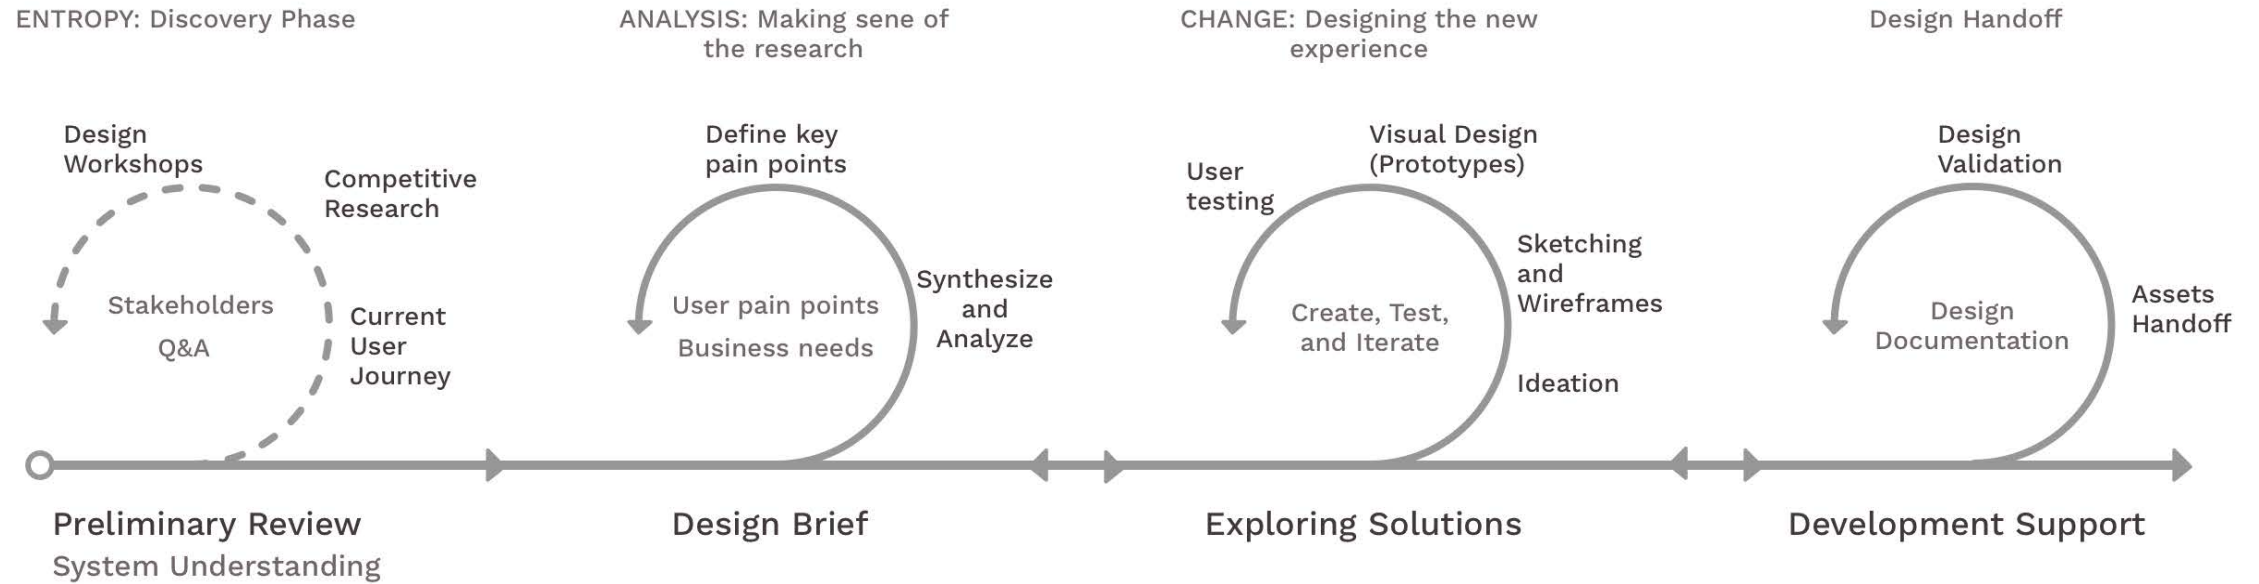 ENTROPY: Discovery Phase
Design
Workshops
Competitive
Research
Stakeholders
Q&A
Current
User
Journey
Preliminary Review
System Understanding
ANALYSIS: Making sene of
the research
Define key
pain points
User pain points
Business needs
Synthesize
and
Analyze
Design Brief
CHANGE: Designing the new
experience
User
testing
Visual Design
(Prototypes)
Sketching
and
Wireframes
Create, Test,
and Iterate
Ideation
Exploring Solutions
Design Handoff
Design
Validation
Assets
Handoff
Design
Documentation
Development Support